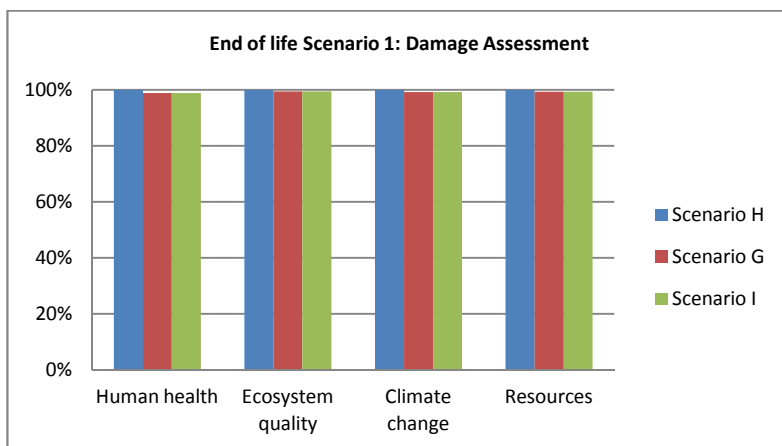 End of life Scenario 1: Damage Assessment
100%
80%
60%
40%
20%
0%
Human health
Ecosystem
quality
Climate
change
Resources
Scenario H
Scenario G
Scenario I